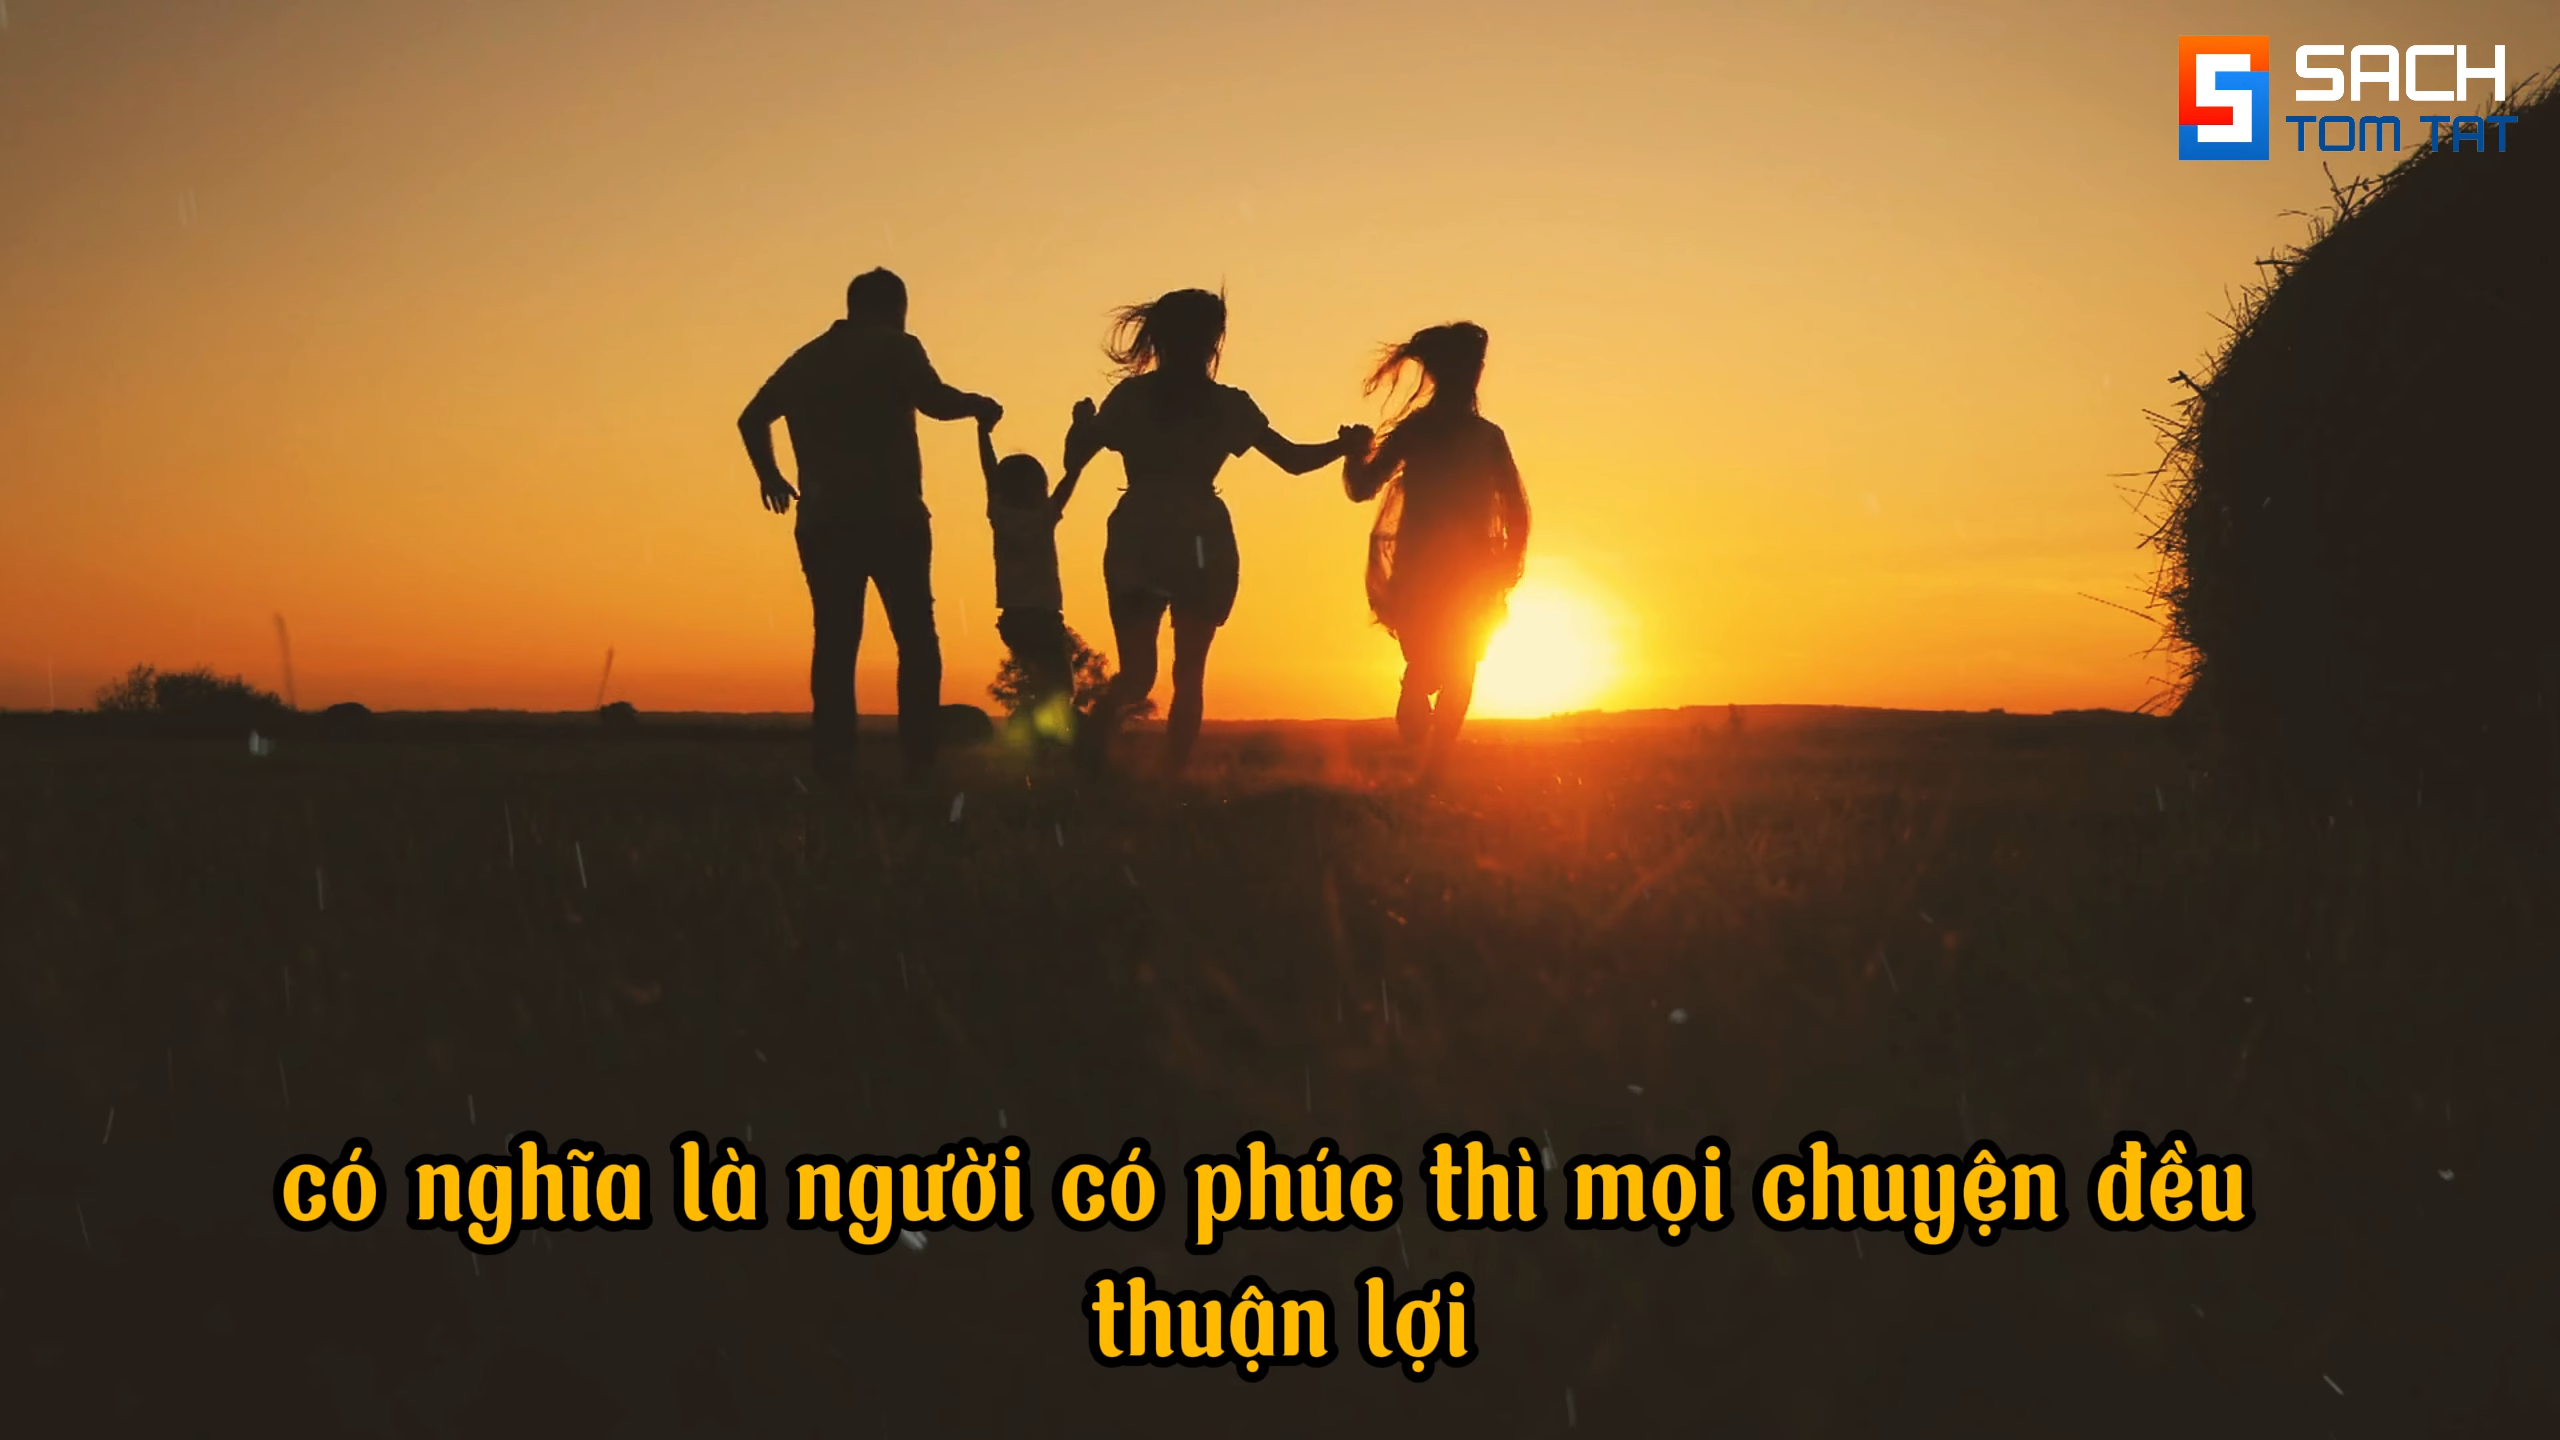 SACH
TOM TAT
có nghĩa là người có phúc thì mọi chuyện đều
thuận lợi